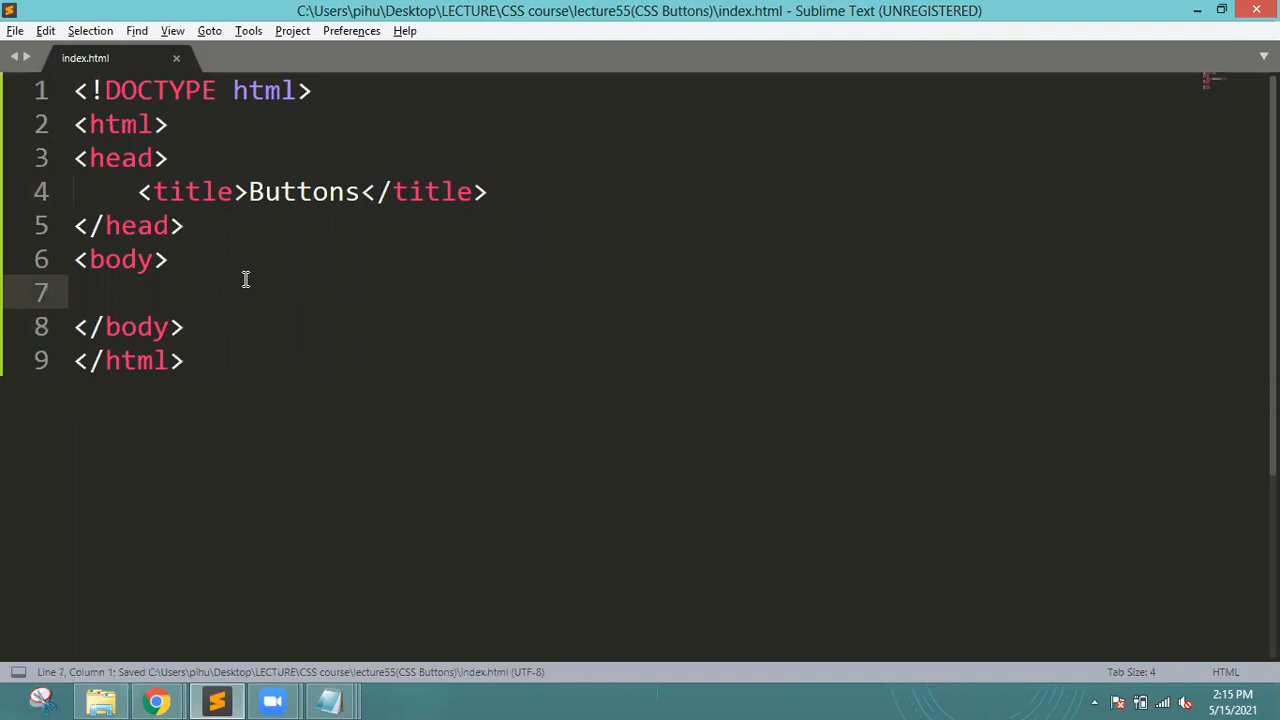 C:\Users\pihu\Desktop\LECTURE\CSS course\lecture55(CSS Buttons)\index.html - Sublime Text (UNREGISTERED)
File Edit Selection Find View Goto Tools Project Preferences Help
index.html
1 <!DOCTYPE html>
2 <html>
3 <head>
4 <title>Buttons</title>
5 </head>
6 <body>
7
8 </body>
9 </html>
Line 7, Column 1; Saved C:\Users\pihu\Desktop\LECTURE\CSS course\lecture55(CSS Buttons)\index.html (UTF-8) Tab Size: 4 HTML
2:15 PM
5/15/2021